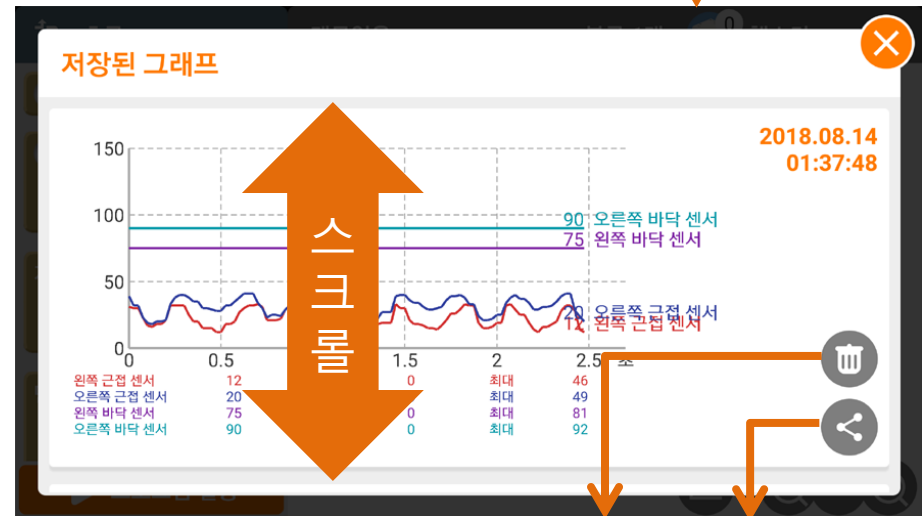 0
저장된 그래프
2018.08.14
01:37:48
150
100
50
0
90 오른쪽 바닥 센서
75 왼쪽 바닥 센서
20 오른쪽 근접 센서
12 왼쪽 근접 센서
0 0.5 1.5 2 2.5 초
왼쪽 근접 센서 12 0 최대 46
오른쪽 근접 센서 20 최대 49
왼쪽 바닥 센서 75 0 최대 81
오른쪽 바닥 센서 90 0 최대 92
스
크
롤